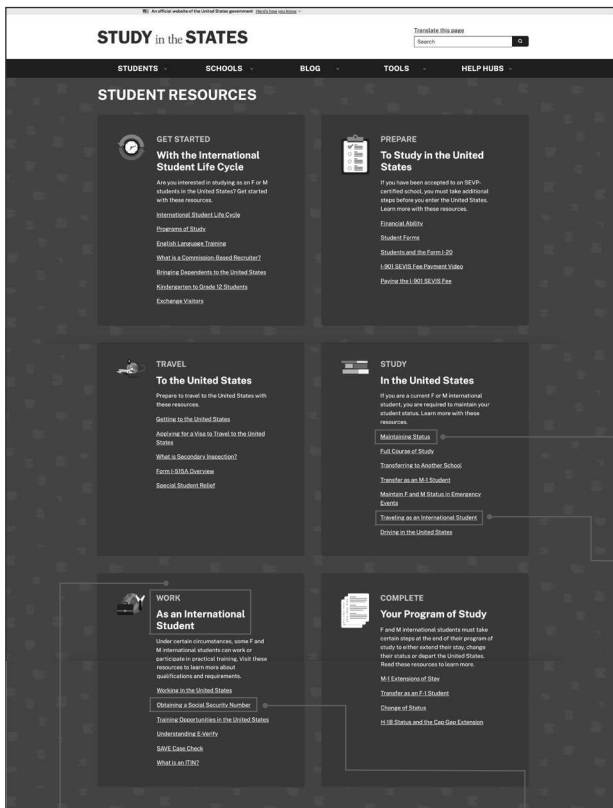 An official website of the United States government Here's how you know
STUDY in the STATES
Translate this page
Search
STUDENTS
SCHOOLS
BLOG
TOOLS
HELP HUBS
STUDENT RESOURCES
GET STARTED
With the International
Student Life Cycle
Are you interested in studying as an F or M
students in the United States? Get started
with these resources.
International Student Life Cycle
Programs of Study
English Language Training
What is a Commission-Based Recruiter?
Bringing Dependents to the United States
Kindergarten to Grade 12 Students
Exchange Visitors
PREPARE
To Study in the United
States
If you have been accepted to an SEVP-
certified school, you must take additional
steps before you enter the United States.
Learn more with these resources.
Financial Ability
Student Forms
Students and the Form I-20
I-901 SEVIS Fee Payment Video
Paying the I-901 SEVIS Fee
TRAVEL
To the United States
Prepare to travel to the United States with
these resources.
Getting to the United States
Applying for a Visa to Travel to the United
States
What is Secondary Inspection?
Form I-515A Overview
Special Student Relief
STUDY
In the United States
If you are a current F or M international
student, you are required to maintain your
student status. Learn more with these
resources.
Maintaining Status
Full Course of Study
Transferring to Another School
Transfer as an M-1 Student
Maintain F and M Status in Emergency
Events
Traveling as an International Student
Driving in the United States
WORK
As an International
Student
Under certain circumstances, some F and
M international students can work or
participate in practical training. Visit these
resources to learn more about
qualifications and requirements.
Working in the United States
Obtaining a Social Security Number
Training Opportunities in the United States
Understanding E-Verify
SAVE Case Check
What is an ITIN?
COMPLETE
Your Program of Study
F and M international students must take
certain steps at the end of their program of
study to either extend their stay, change
their status or depart the United States.
Read these resources to learn more.
M-1 Extensions of Stay
Transfer as an F-1 Student
Change of Status
H-1B Status and the Cap Gap Extension